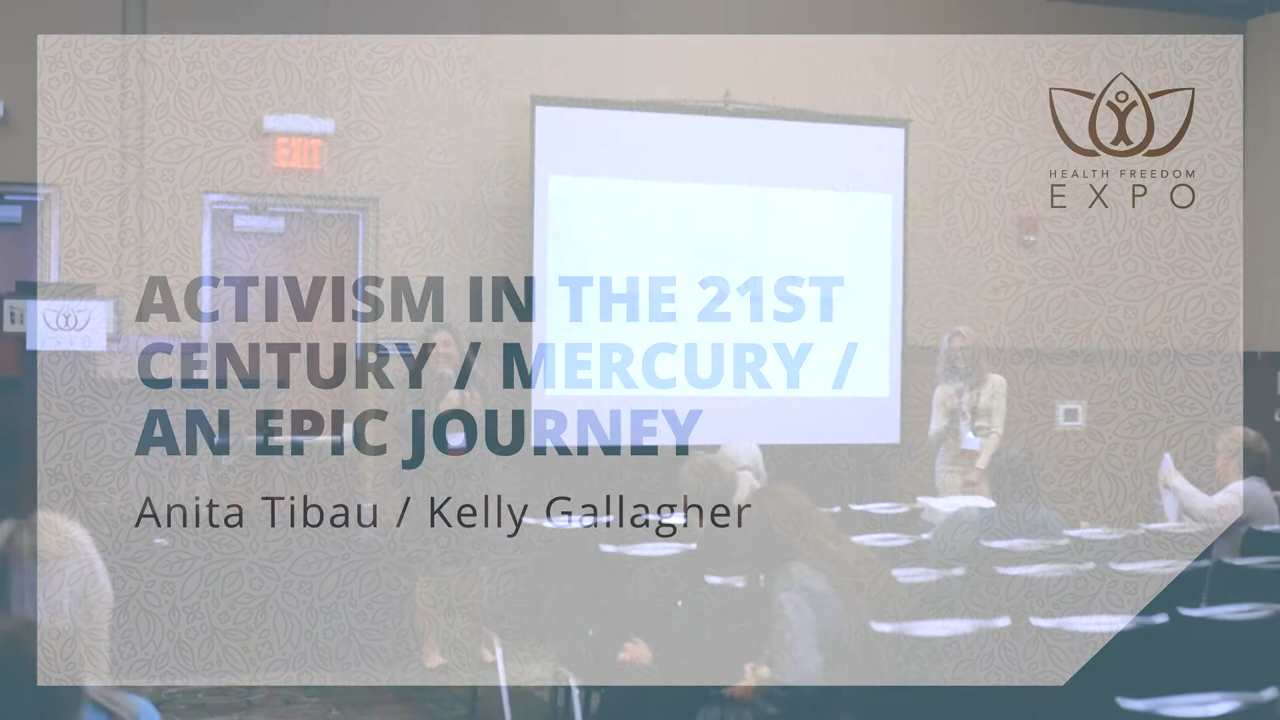 EXIT
HEALTH FREEDOM
EXPO
ACTIVISM IN THE 21ST
CENTURY / MERCURY /
AN EPIC JOURNEY
Anita Tibau / Kelly Gallagher